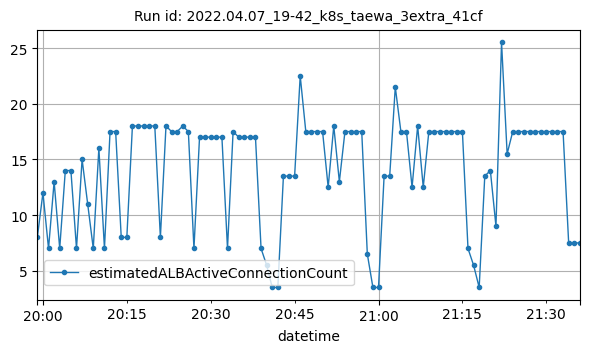 Run id: 2022.04.07_19-42_k8s_taewa_3extra_41cf
25
20
15
10
5
estimatedALBActiveConnectionCount
20:00 20:15 20:30 20:45 21:00 21:15 21:30
datetime